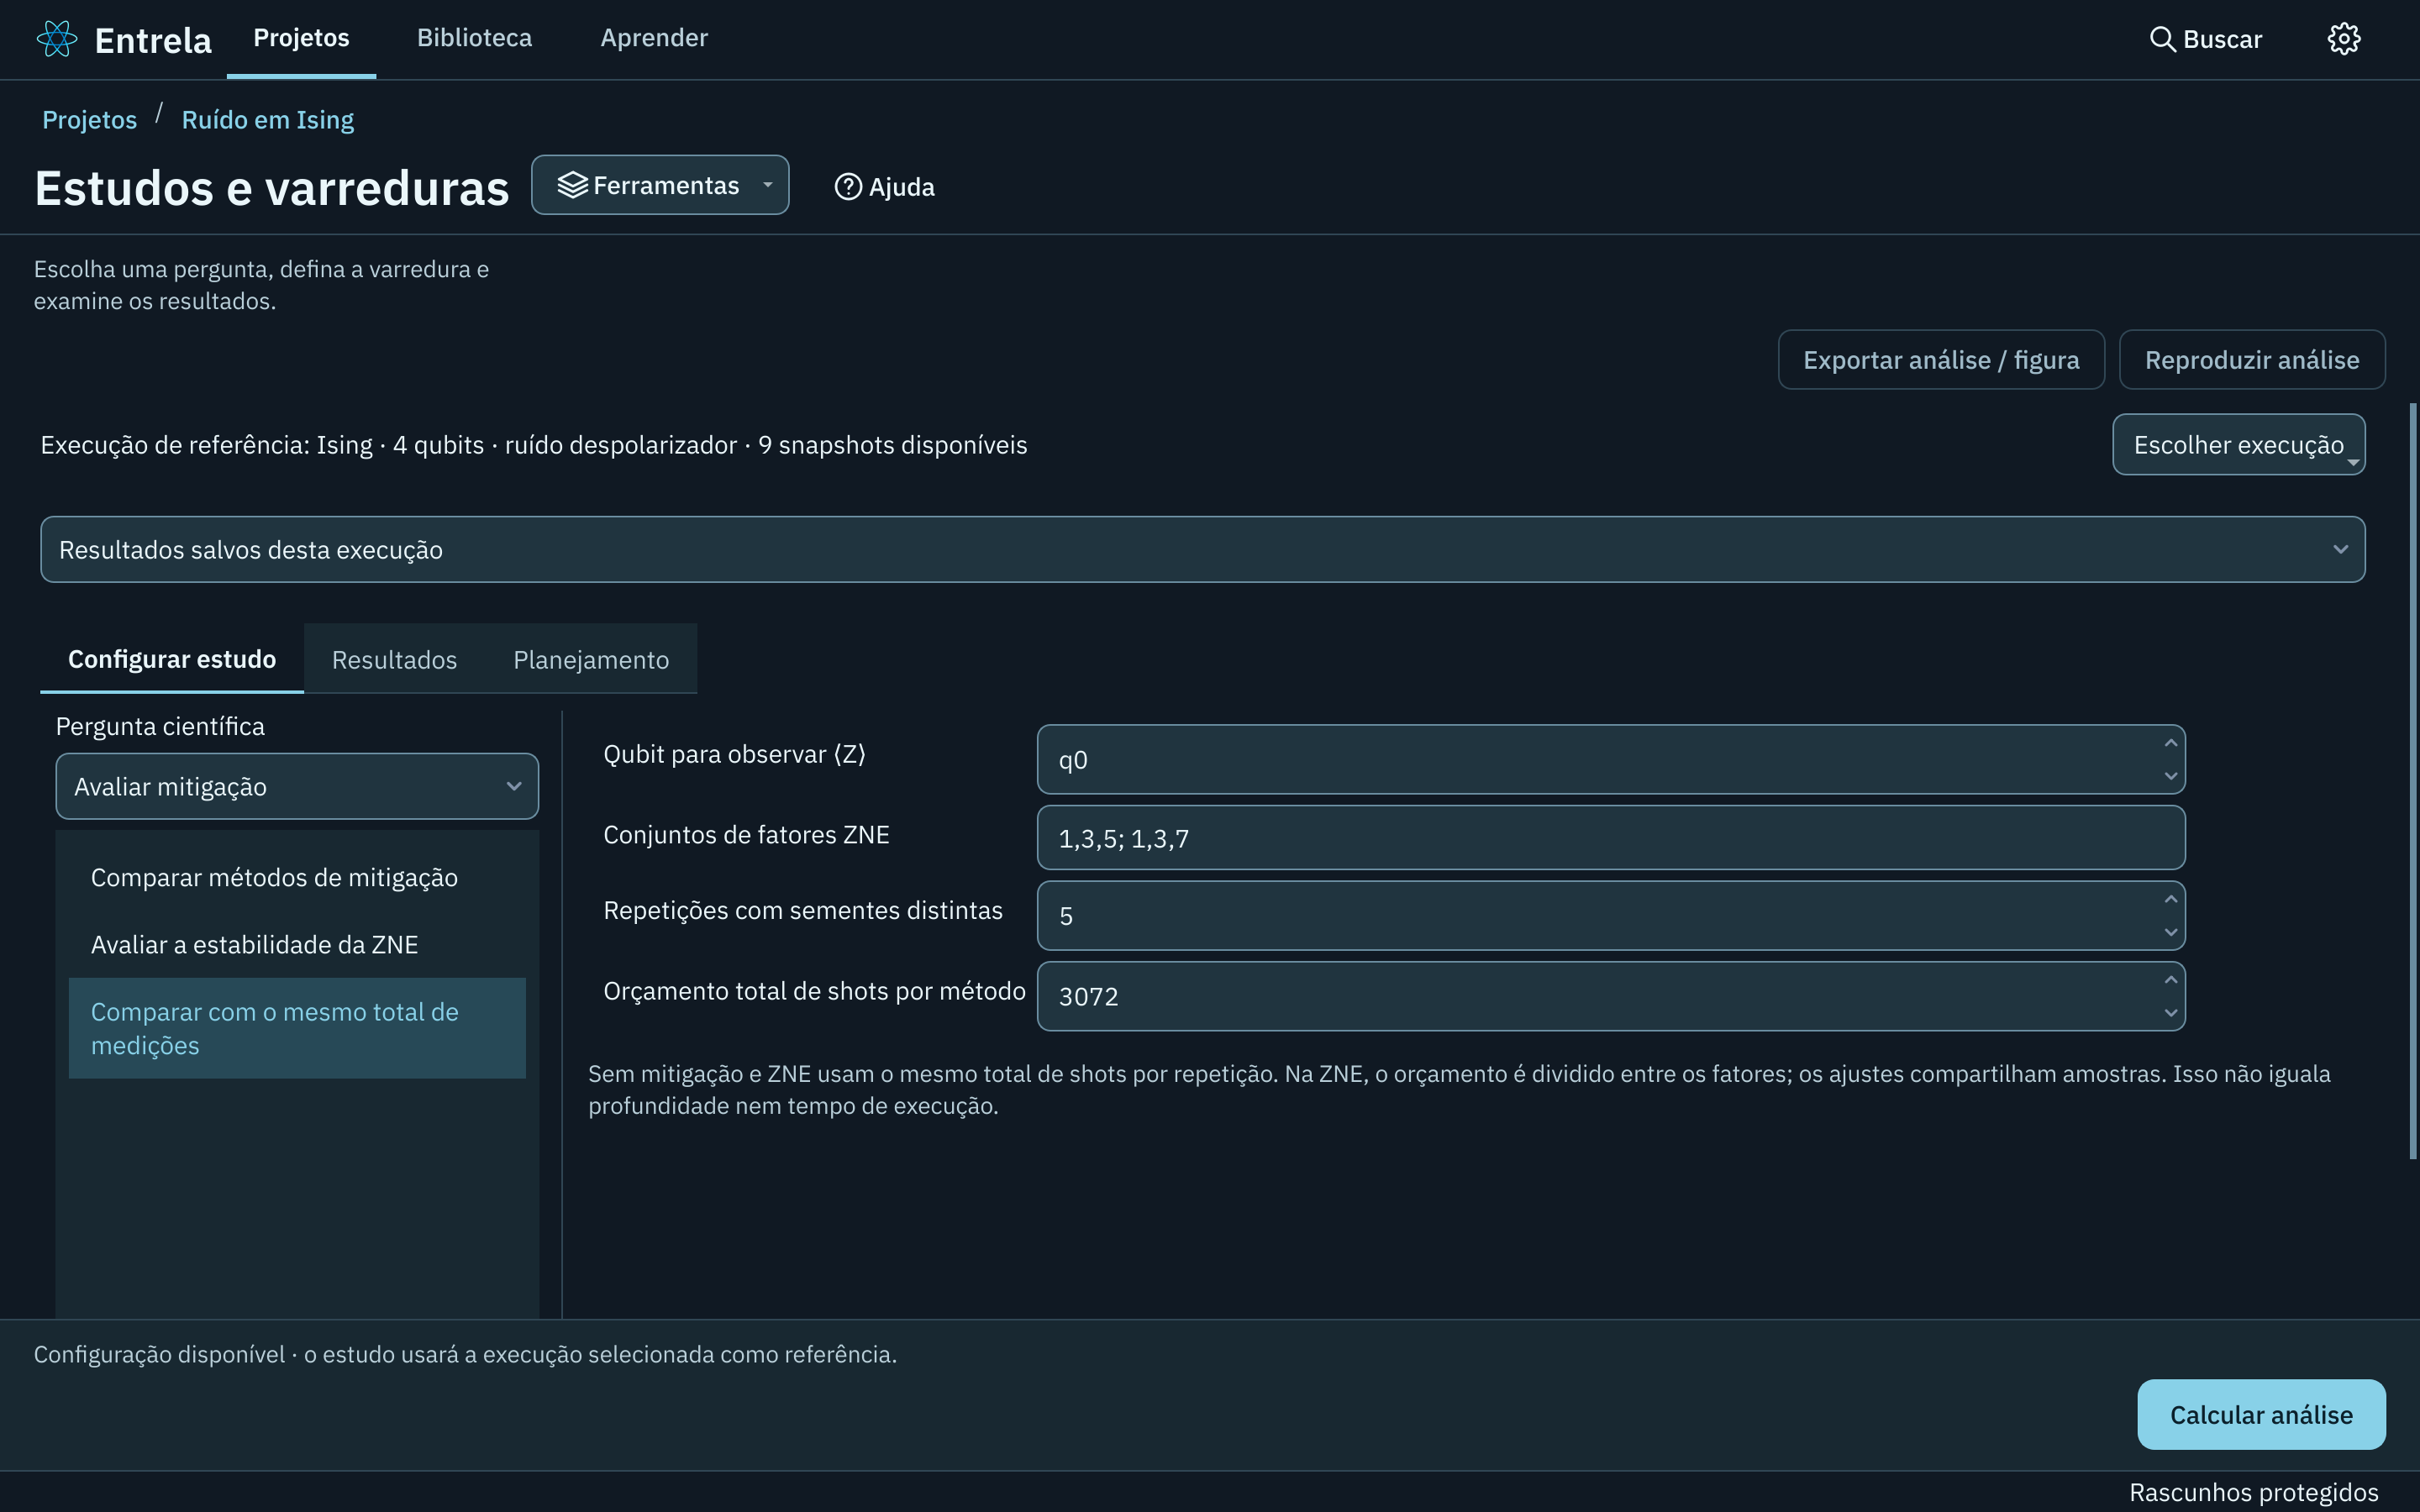 Entrela
Projetos
Biblioteca
Aprender
Buscar
Projetos / Ruído em Ising
Estudos e varreduras
Ferramentas
Ajuda
Escolha uma pergunta, defina a varredura e
examine os resultados.
Exportar análise / figura
Reproduzir análise
Execução de referência: Ising · 4 qubits · ruído despolarizador · 9 snapshots disponíveis
Escolher execução
Resultados salvos desta execução
Configurar estudo
Resultados
Planejamento
Pergunta científica
Avaliar mitigação
Comparar métodos de mitigação
Avaliar a estabilidade da ZNE
Comparar com o mesmo total de
medições
Qubit para observar ⟨Z⟩
q0
Conjuntos de fatores ZNE
1,3,5; 1,3,7
Repetições com sementes distintas
5
Orçamento total de shots por método
3072
Sem mitigação e ZNE usam o mesmo total de shots por repetição. Na ZNE, o orçamento é dividido entre os fatores; os ajustes compartilham amostras. Isso não iguala
profundidade nem tempo de execução.
Configuração disponível · o estudo usará a execução selecionada como referência.
Calcular análise
Rascunhos protegidos